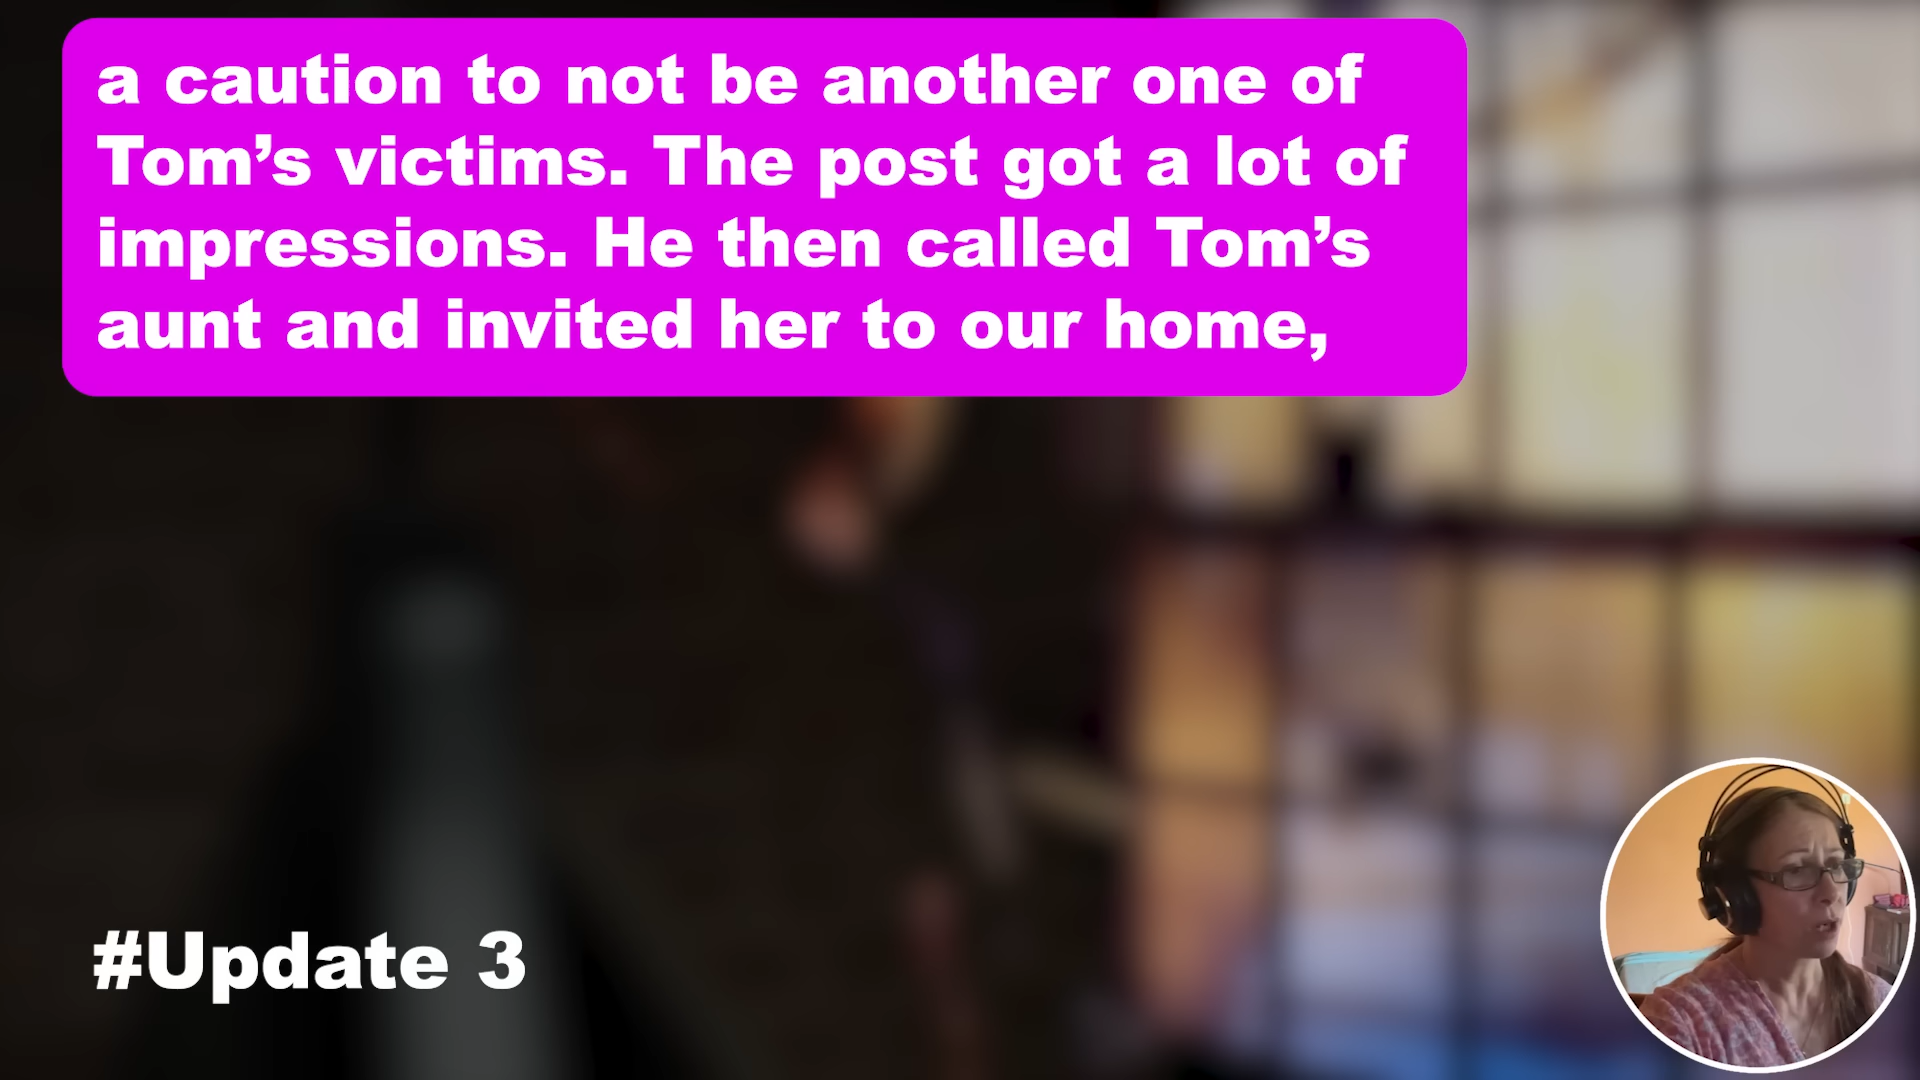 a caution to not be another one of
Tom’s victims. The post got a lot of
impressions. He then called Tom’s
aunt and invited her to our home,
#Update 3